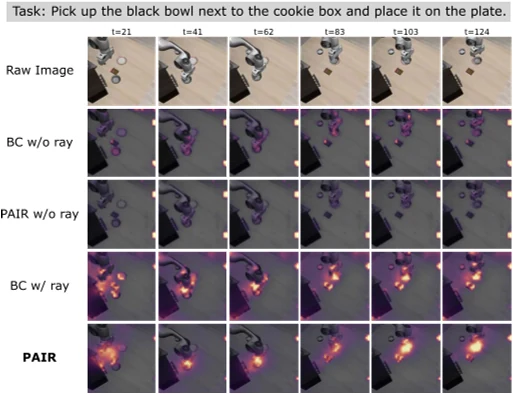 Task: Pick up the black bowl next to the cookie box and place it on the plate.
t=21 t=41 t=62 t=83 t=103 t=124
Raw Image
BC w/o ray
PAIR w/o ray
BC w/ ray
PAIR